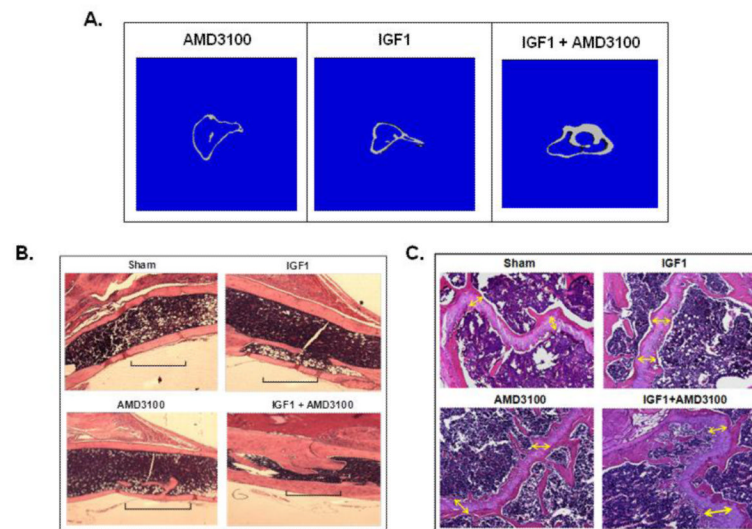 A.
AMD3100 IGF1 IGF1 + AMD3100
B.
Sham IGF1
AMD3100 IGF1 + AMD3100
C.
Sham IGF1
AMD3100 IGF1+AMD3100